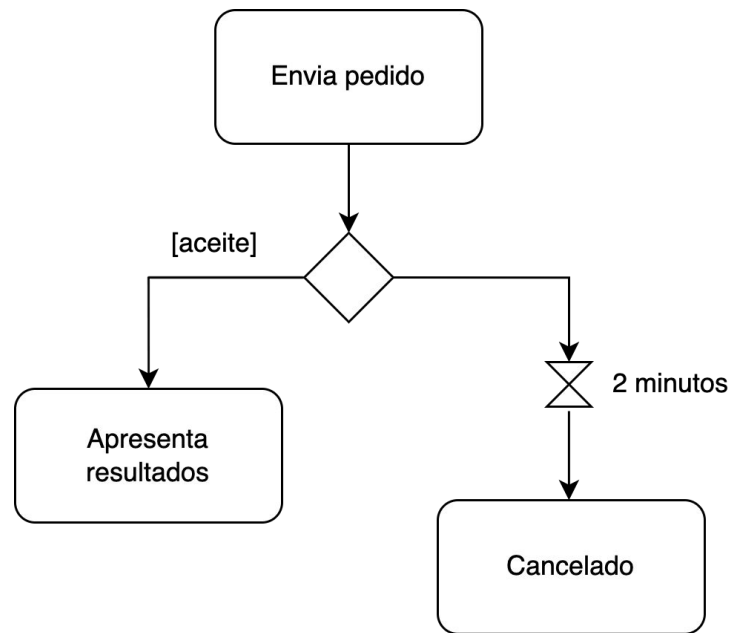 Envia pedido
[aceite]
2 minutos
Apresenta
resultados
Cancelado